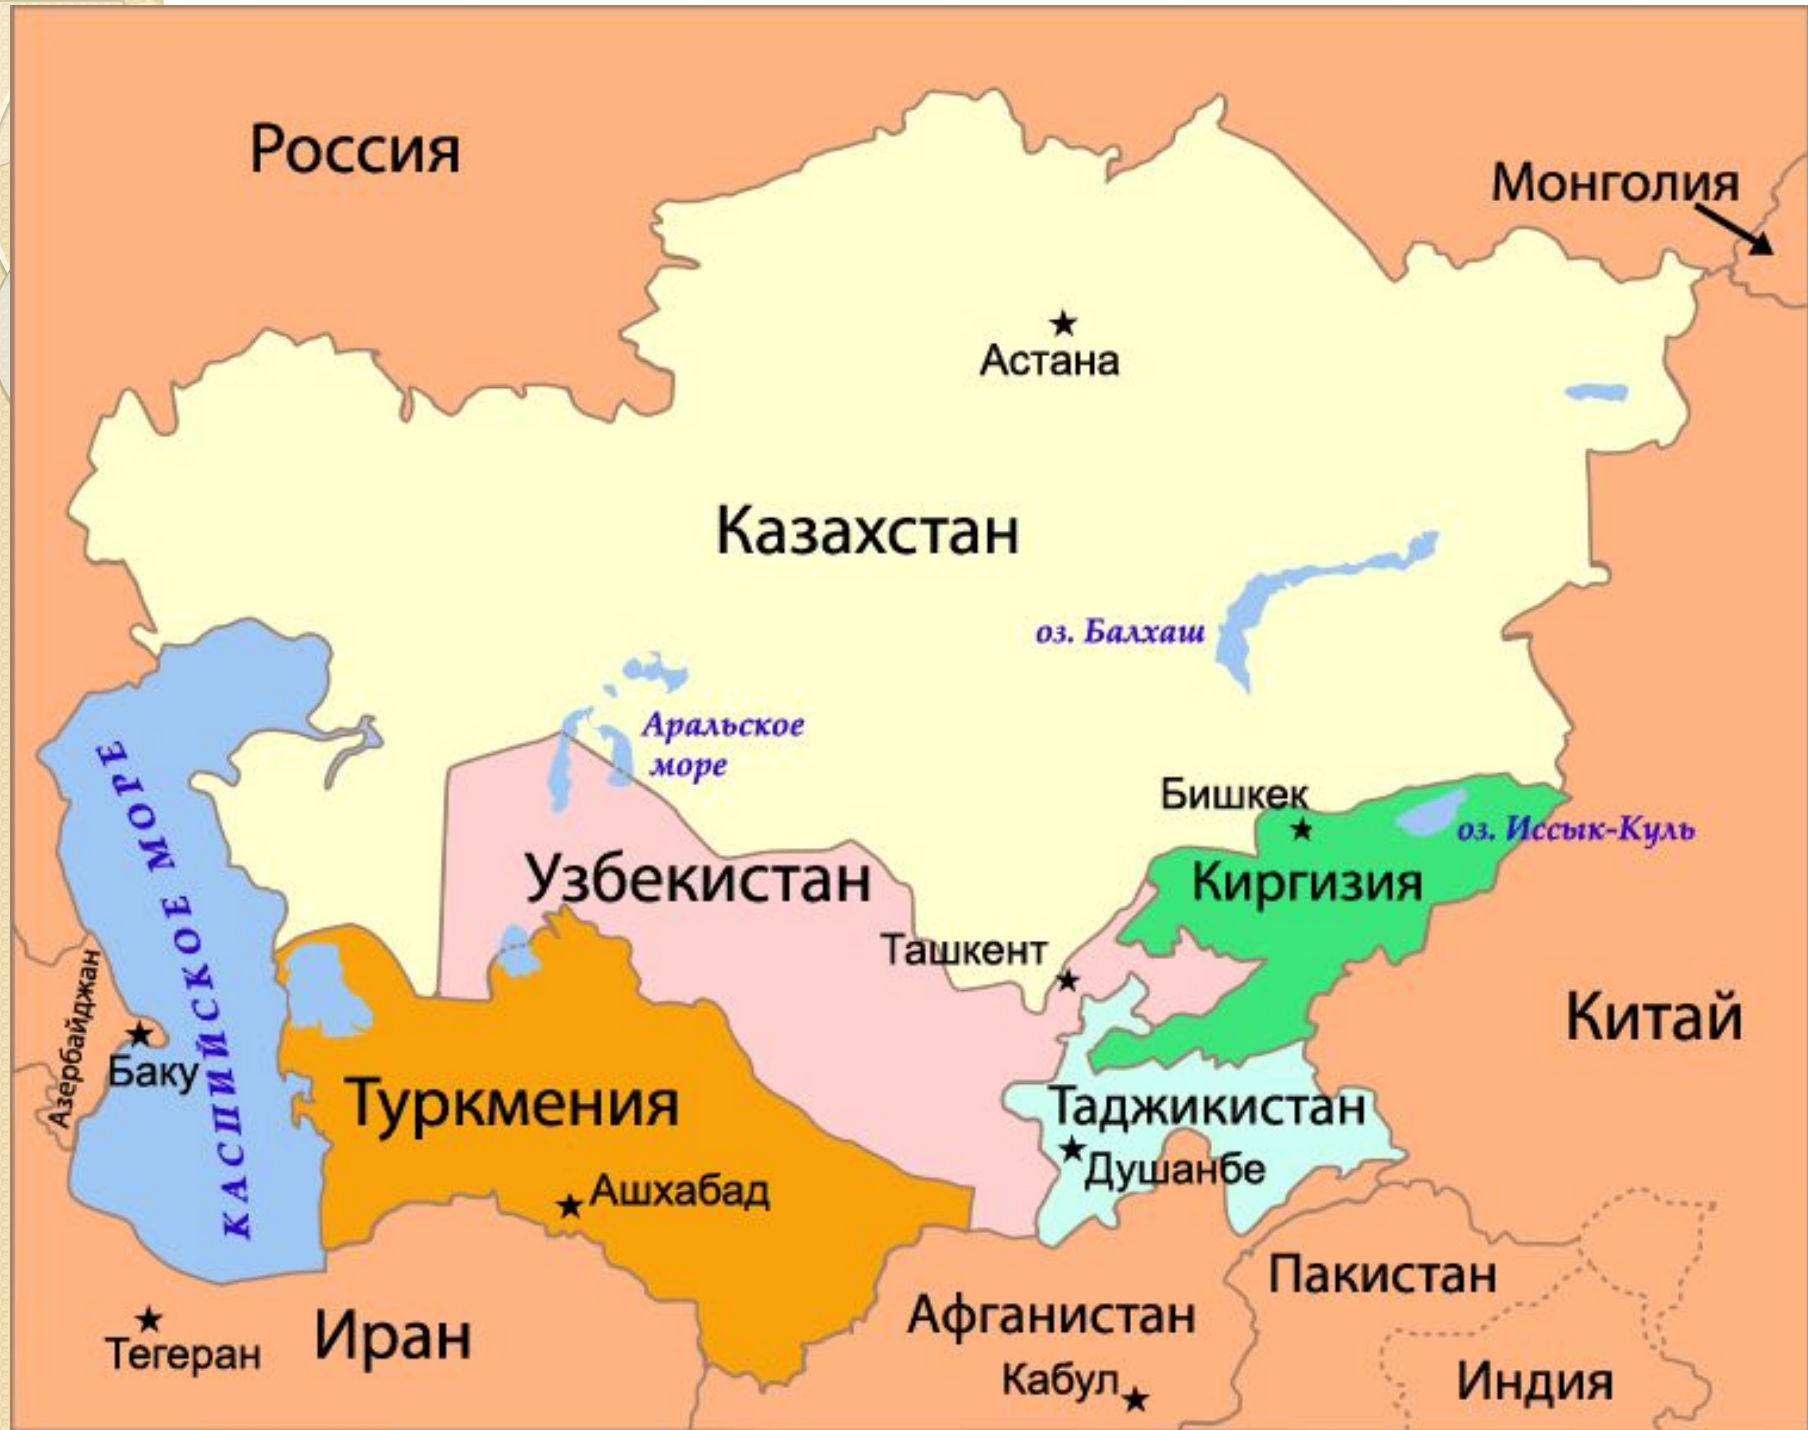 Россия
Монголия
Астана
Казахстан
оз. Балхаш
Аральское
море
КАСПИЙСКОЕ МОРЕ
Бишкек
оз. Иссык-Куль
Узбекистан
Киргизия
Ташкент
Азербайджан
Баку
Китай
Туркмения
Таджикистан
Душанбе
Ашхабад
Пакистан
Афганистан
Иран
Тегеран
Кабул
Индия